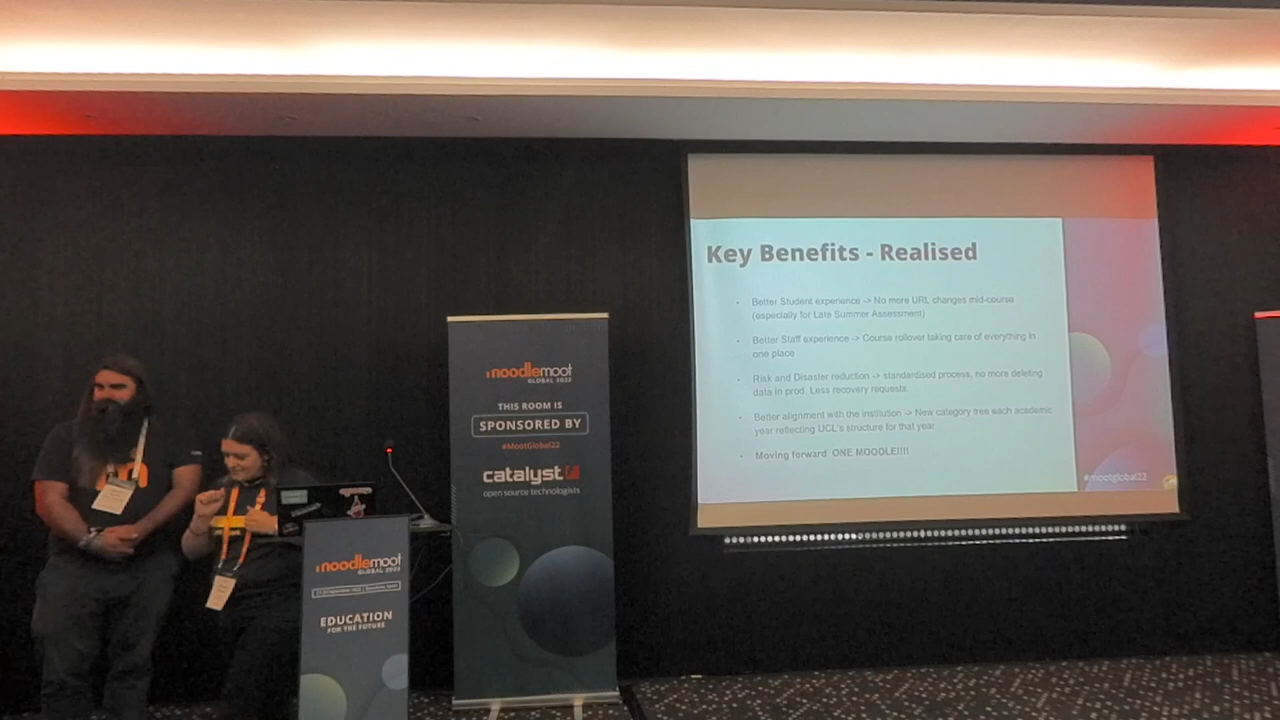 moodlemoot
GLOBAL 2022
THIS ROOM IS
SPONSORED BY
#MootGlobal22
catalyst
open source technologists
moodlemoot
GLOBAL 2022
EDUCATION
FOR THE FUTURE
Key Benefits - Realised
• Better Student experience -> No more URL changes mid-course
(especially for Late Summer Assessment)
• Better Staff experience -> Course rollover taking care of everything in
one place
• Risk and Disaster reduction -> standardised process, no more deleting
data in prod. Less recovery requests.
• Better alignment with the institution -> New category tree each academic
year reflecting UCL's structure for that year
• Moving forward ONE MOODLE!!!!
#mootglobal22